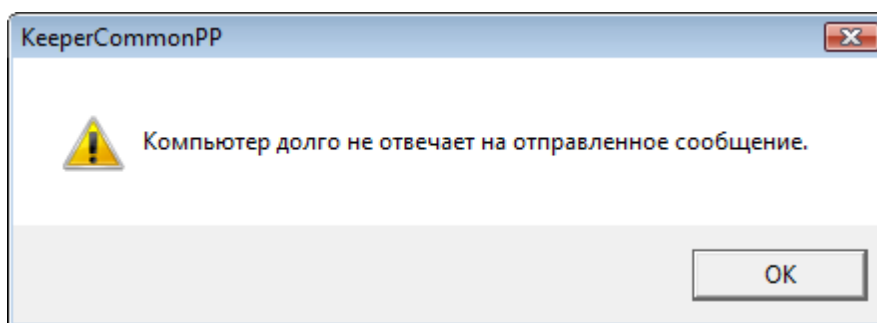 KeeperCommonPP
Компьютер долго не отвечает на отправленное сообщение.
OK